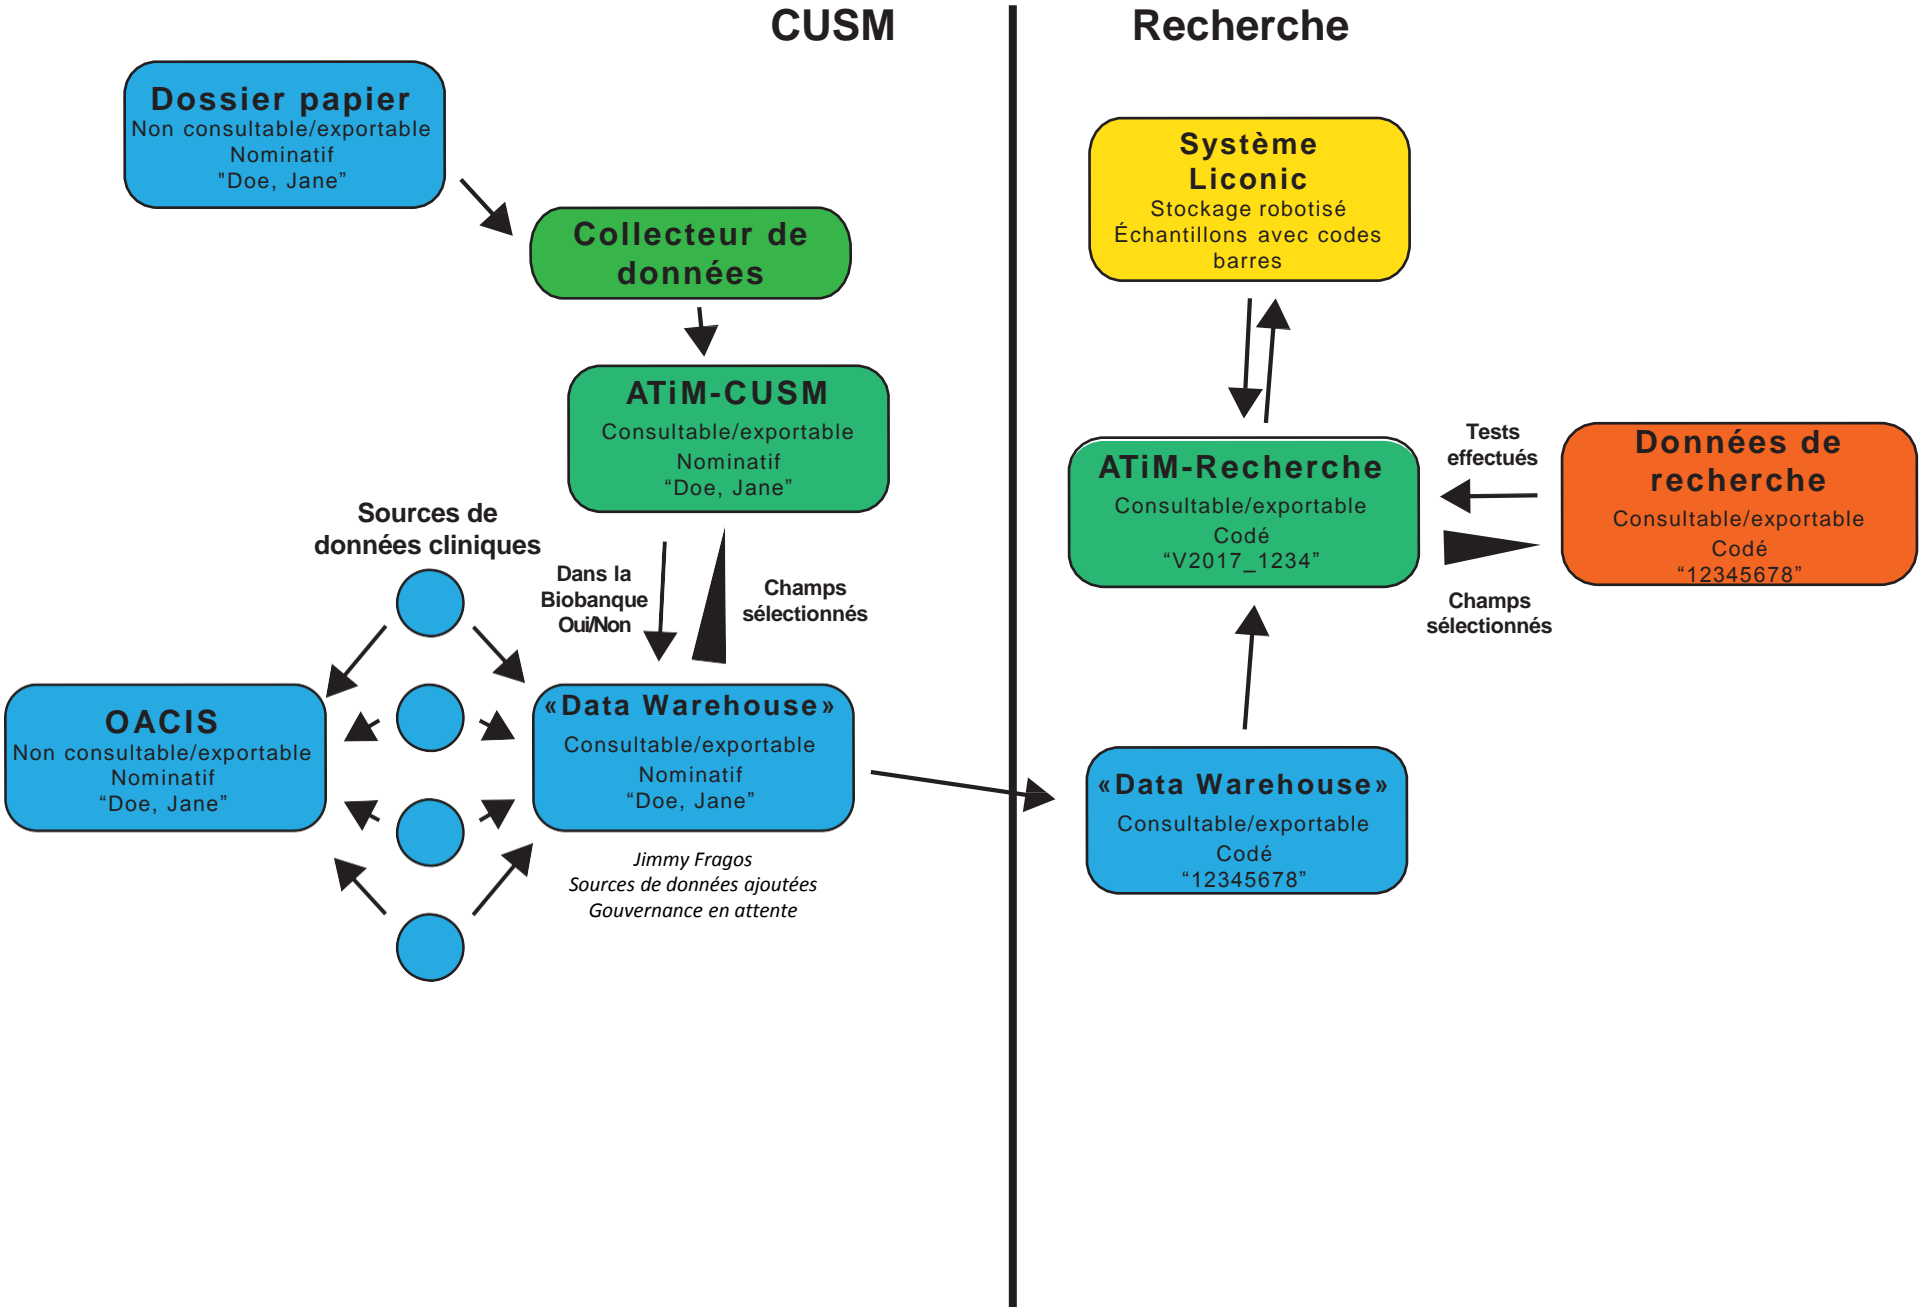 CUSM
Recherche
Dossier papier
Non consultable/exportable
Nominatif
"Doe, Jane”
Collecteur de
données
ATiM-CUSM
Consultable/exportable
Nominatif
“Doe, Jane”
Sources de
données cliniques
Dans la
Biobanque
Oui/Non
Champs
sélectionnés
OACIS
Non consultable/exportable
Nominatif
“Doe, Jane”
«Data Warehouse»
Consultable/exportable
Nominatif
“Doe, Jane”
Jimmy Fragos
Sources de données ajoutées
Gouvernance en attente
Système
Liconic
Stockage robotisé
Échantillons avec codes
barres
ATiM-Recherche
Consultable/exportable
Codé
“V2017_1234”
Tests
effectués
Champs
sélectionnés
Données de
recherche
Consultable/exportable
Codé
“12345678”
«Data Warehouse»
Consultable/exportable
Codé
“12345678”